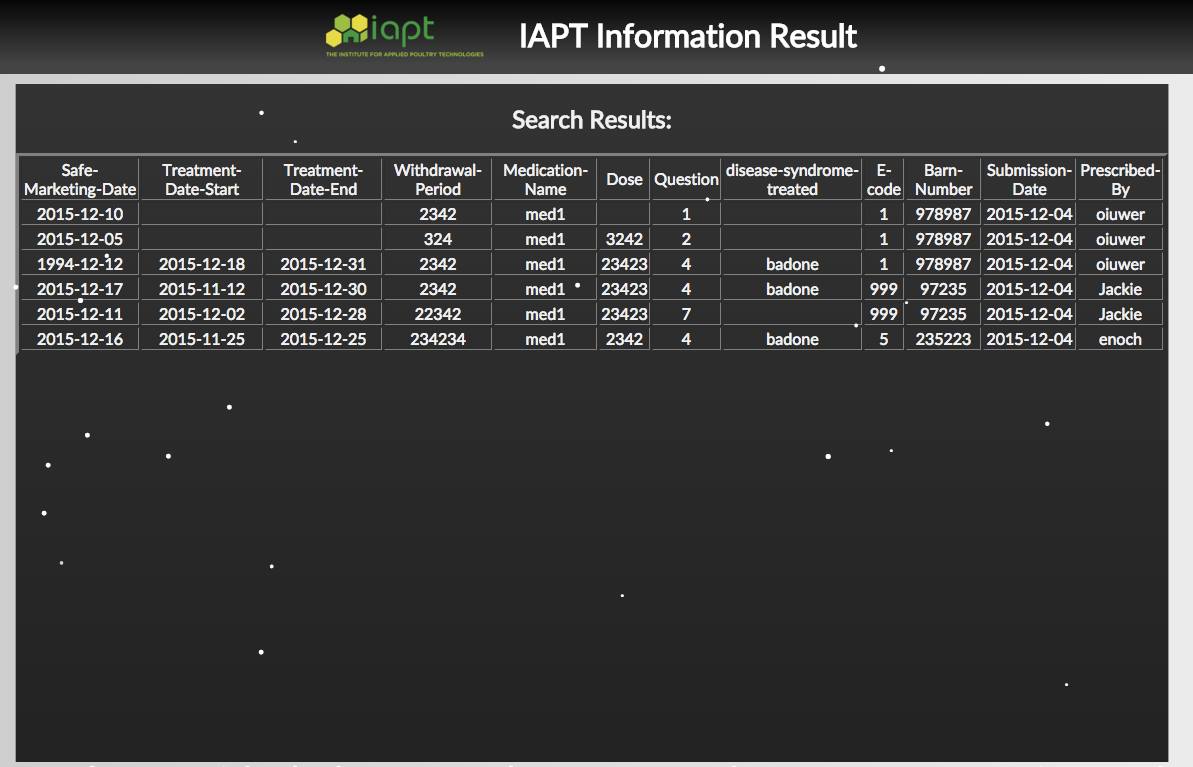 iapt
THE INSTITUTE FOR APPLIED POULTRY TECHNOLOGIES
IAPT Information Result
Search Results:
Safe-Marketing-Date Treatment-Date-Start Treatment-Date-End Withdrawal-Period Medication-Name Dose Question disease-syndrome-treated E-code Barn-Number Submission-Date Prescribed-By
2015-12-10 2342 med1 1 1 978987 2015-12-04 oiuwer
2015-12-05 324 med1 3242 2 1 978987 2015-12-04 oiuwer
1994-12-12 2015-12-18 2015-12-31 2342 med1 23423 4 badone 1 978987 2015-12-04 oiuwer
2015-12-17 2015-11-12 2015-12-30 2342 med1 23423 4 badone 999 97235 2015-12-04 Jackie
2015-12-11 2015-12-02 2015-12-28 22342 med1 23423 7 999 97235 2015-12-04 Jackie
2015-12-16 2015-11-25 2015-12-25 234234 med1 2342 4 badone 5 235223 2015-12-04 enoch